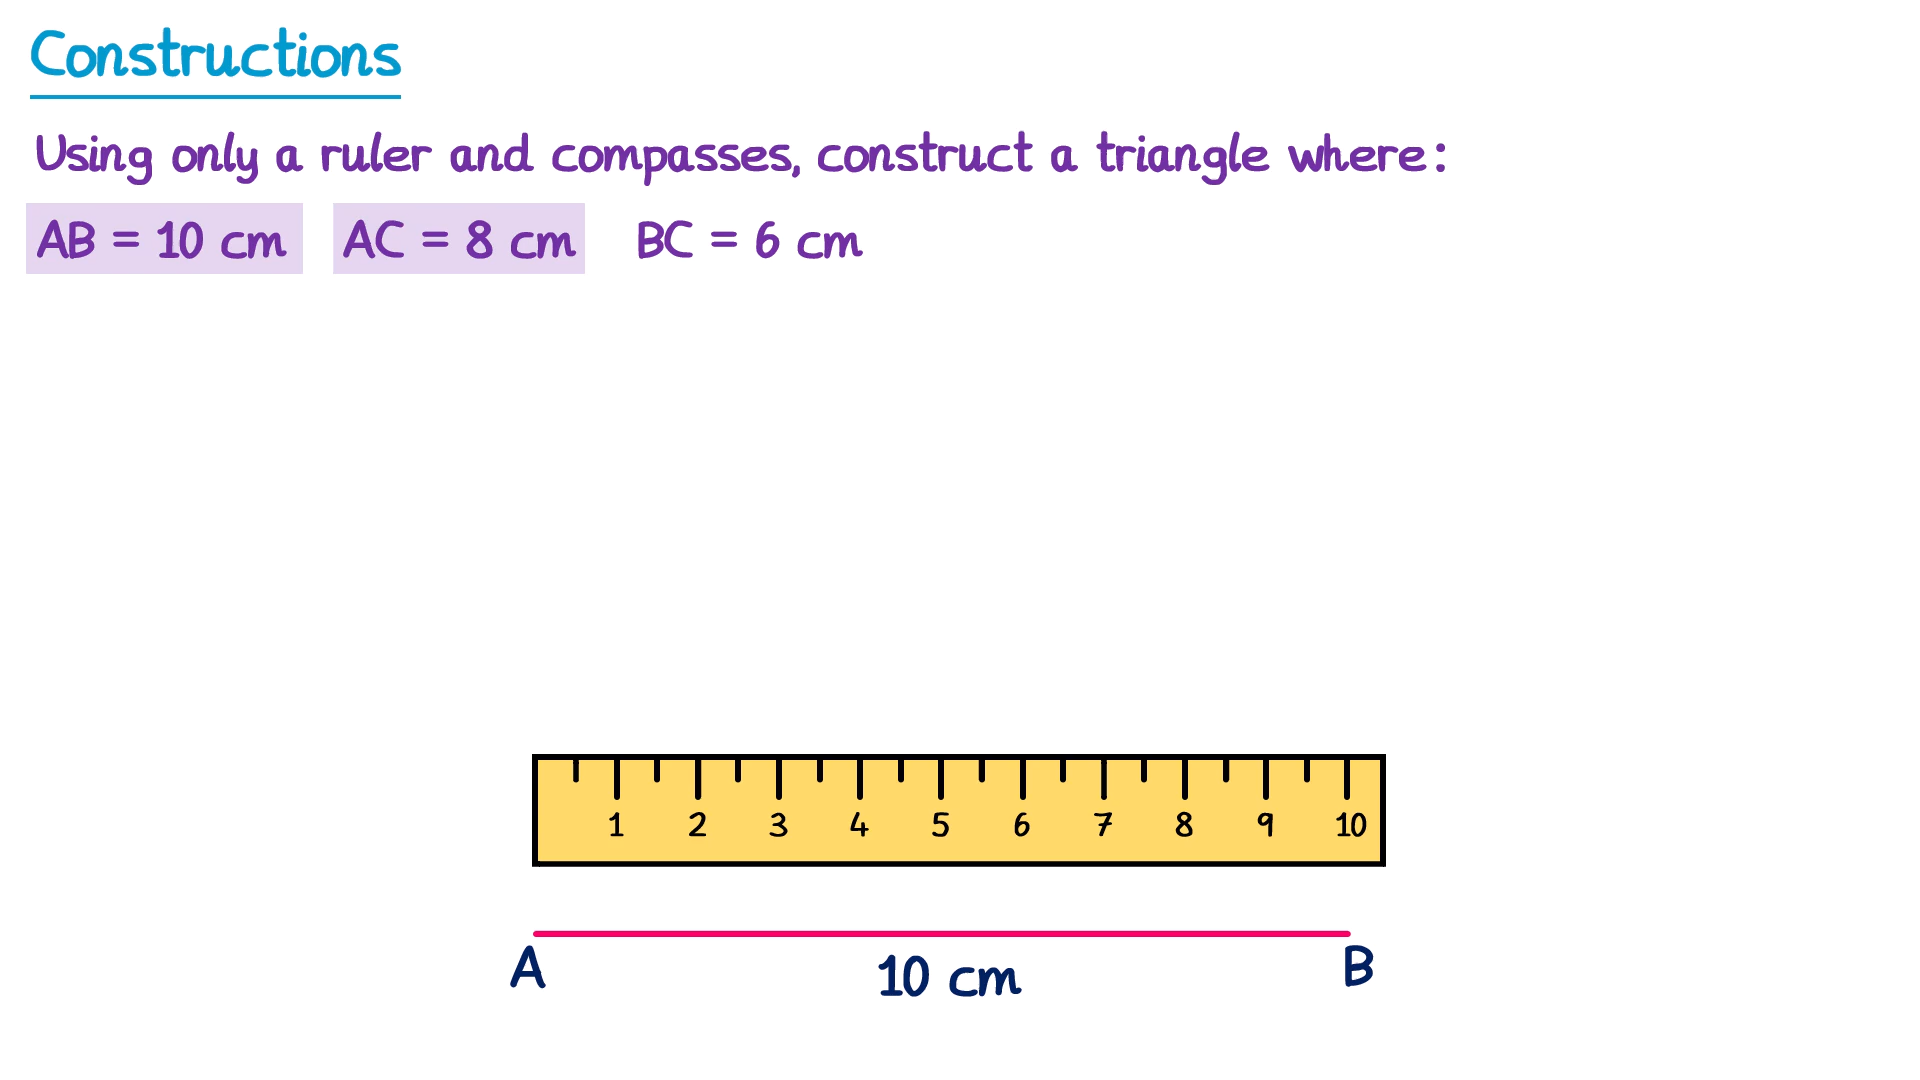 Constructions
Using only a ruler and compasses, construct a triangle where:
AB = 10 cm AC = 8 cm BC = 6 cm
1 2 3 4 5 6 7 8 9 10
A 10 cm B